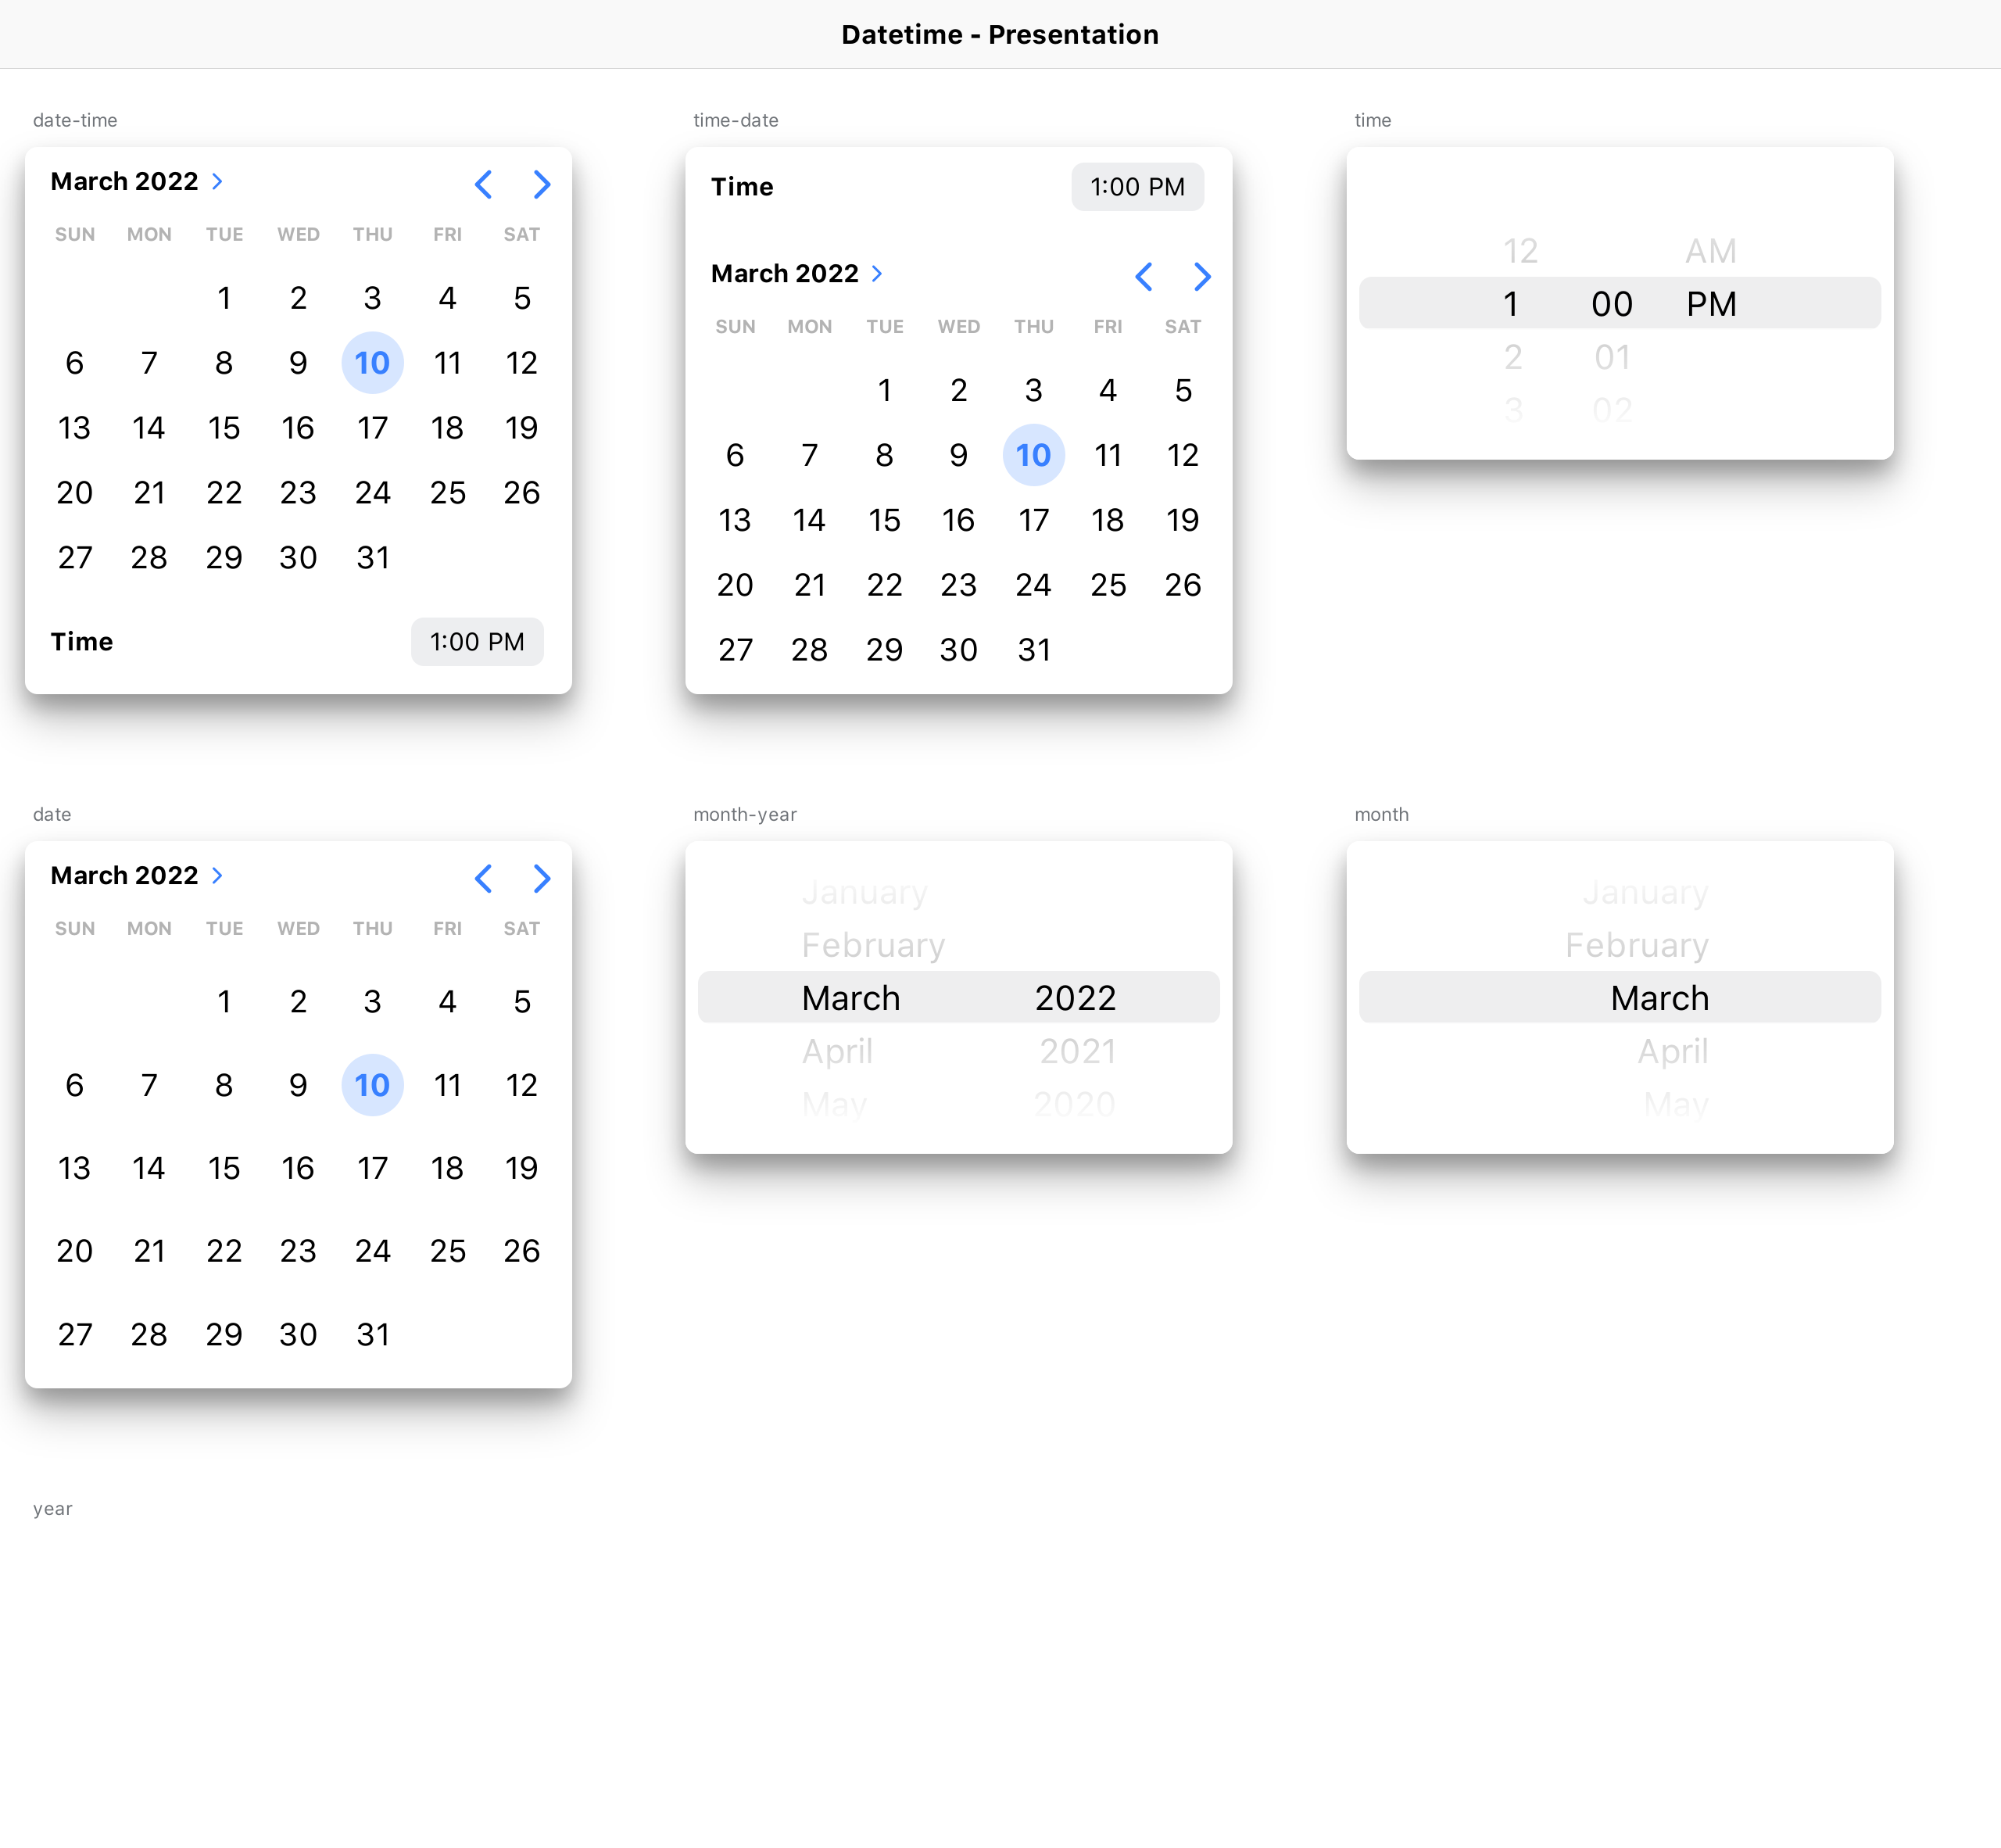 Datetime - Presentation
date-time
March 2022
SUN MON TUE WED THU FRI SAT
1 2 3 4 5
6 7 8 9 10 11 12
13 14 15 16 17 18 19
20 21 22 23 24 25 26
27 28 29 30 31
Time 1:00 PM
time-date
Time 1:00 PM
March 2022
SUN MON TUE WED THU FRI SAT
1 2 3 4 5
6 7 8 9 10 11 12
13 14 15 16 17 18 19
20 21 22 23 24 25 26
27 28 29 30 31
time
12 AM
1 00 PM
2 01
3 02
date
March 2022
SUN MON TUE WED THU FRI SAT
1 2 3 4 5
6 7 8 9 10 11 12
13 14 15 16 17 18 19
20 21 22 23 24 25 26
27 28 29 30 31
month-year
January
February
March 2022
April 2021
May 2020
month
January
February
March
April
May
year